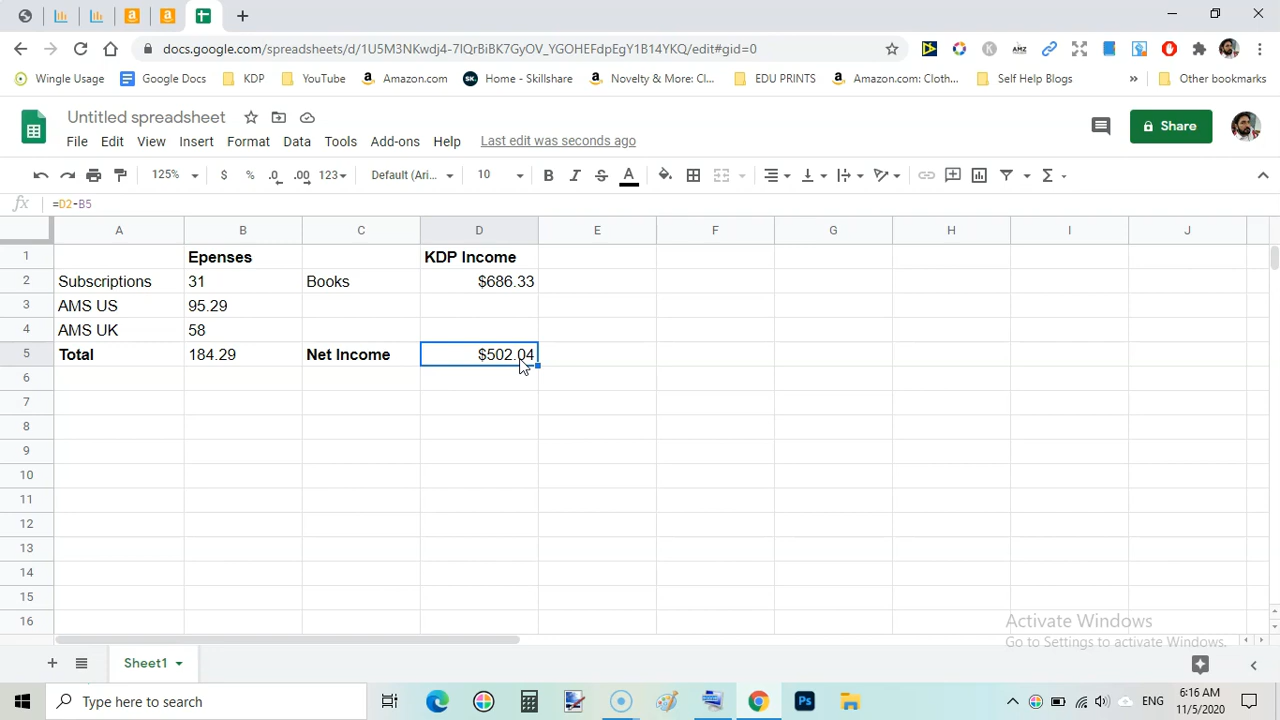 docs.google.com/spreadsheets/d/1U5M3NKwdj4-7IQrBiBK7GyOV_YGOHEFdpEgY1B14YKQ/edit#gid=0
Wingle Usage Google Docs KDP YouTube Amazon.com Home - Skillshare Novelty & More: Cl... EDU PRINTS Amazon.com: Cloth... Self Help Blogs » Other bookmarks
Untitled spreadsheet
File Edit View Insert Format Data Tools Add-ons Help Last edit was seconds ago
Share
125% $ % .0 .00 123 Default (Ari... 10 B I S A Σ
fx =D2-B5
A B C D E F G H I J
1 Epenses KDP Income
2 Subscriptions 31 Books $686.33
3 AMS US 95.29
4 AMS UK 58
5 Total 184.29 Net Income $502.04
6
7
8
9
10
11
12
13
14
15
16
Activate Windows
Go to Settings to activate Windows.
Sheet1
Type here to search
ENG
6:16 AM
11/5/2020